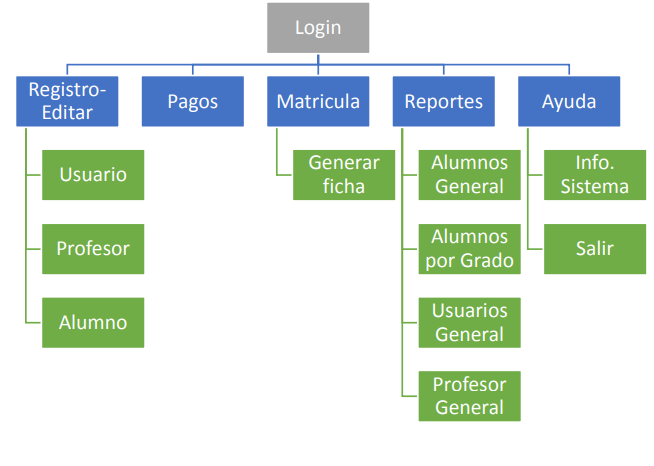 Login
Registro-
Editar
Pagos
Matricula
Reportes
Ayuda
Usuario
Profesor
Alumno
Generar
ficha
Alumnos
General
Alumnos
por Grado
Usuarios
General
Profesor
General
Info.
Sistema
Salir